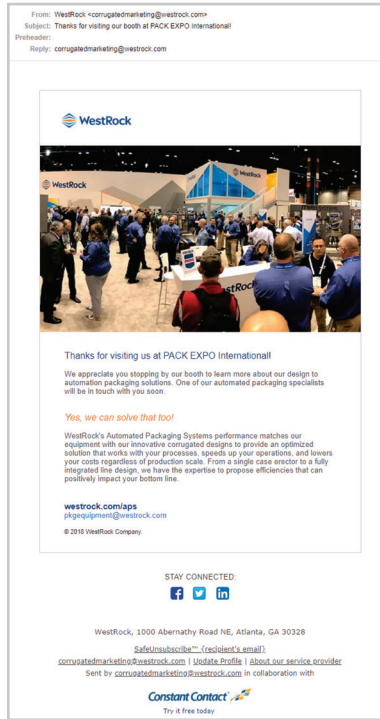 From: WestRock <corrugatedmarketing@westrock.com>
Subject: Thanks for visiting our booth at PACK EXPO International!
Preheader:
Reply: corrugatedmarketing@westrock.com
WestRock
WestRock
WestRock
Thanks for visiting us at PACK EXPO International!
We appreciate you stopping by our booth to learn more about our design to
automation packaging solutions. One of our automated packaging specialists
will be in touch with you soon.
Yes, we can solve that too!
WestRock's Automated Packaging Systems performance matches our
equipment with our innovative corrugated designs to provide an optimized
solution that works with your processes, speeds up your operations, and lowers
your costs regardless of production scale. From a single case erector to a fully
integrated line design, we have the expertise to propose efficiencies that can
positively impact your bottom line.
westrock.com/aps
pkgequipment@westrock.com
© 2018 WestRock Company.
STAY CONNECTED:
WestRock, 1000 Abernathy Road NE, Atlanta, GA 30328
SafeUnsubscribe™ {recipient's email}
corrugatedmarketing@westrock.com | Update Profile | About our service provider
Sent by corrugatedmarketing@westrock.com in collaboration with
Constant Contact
Try it free today